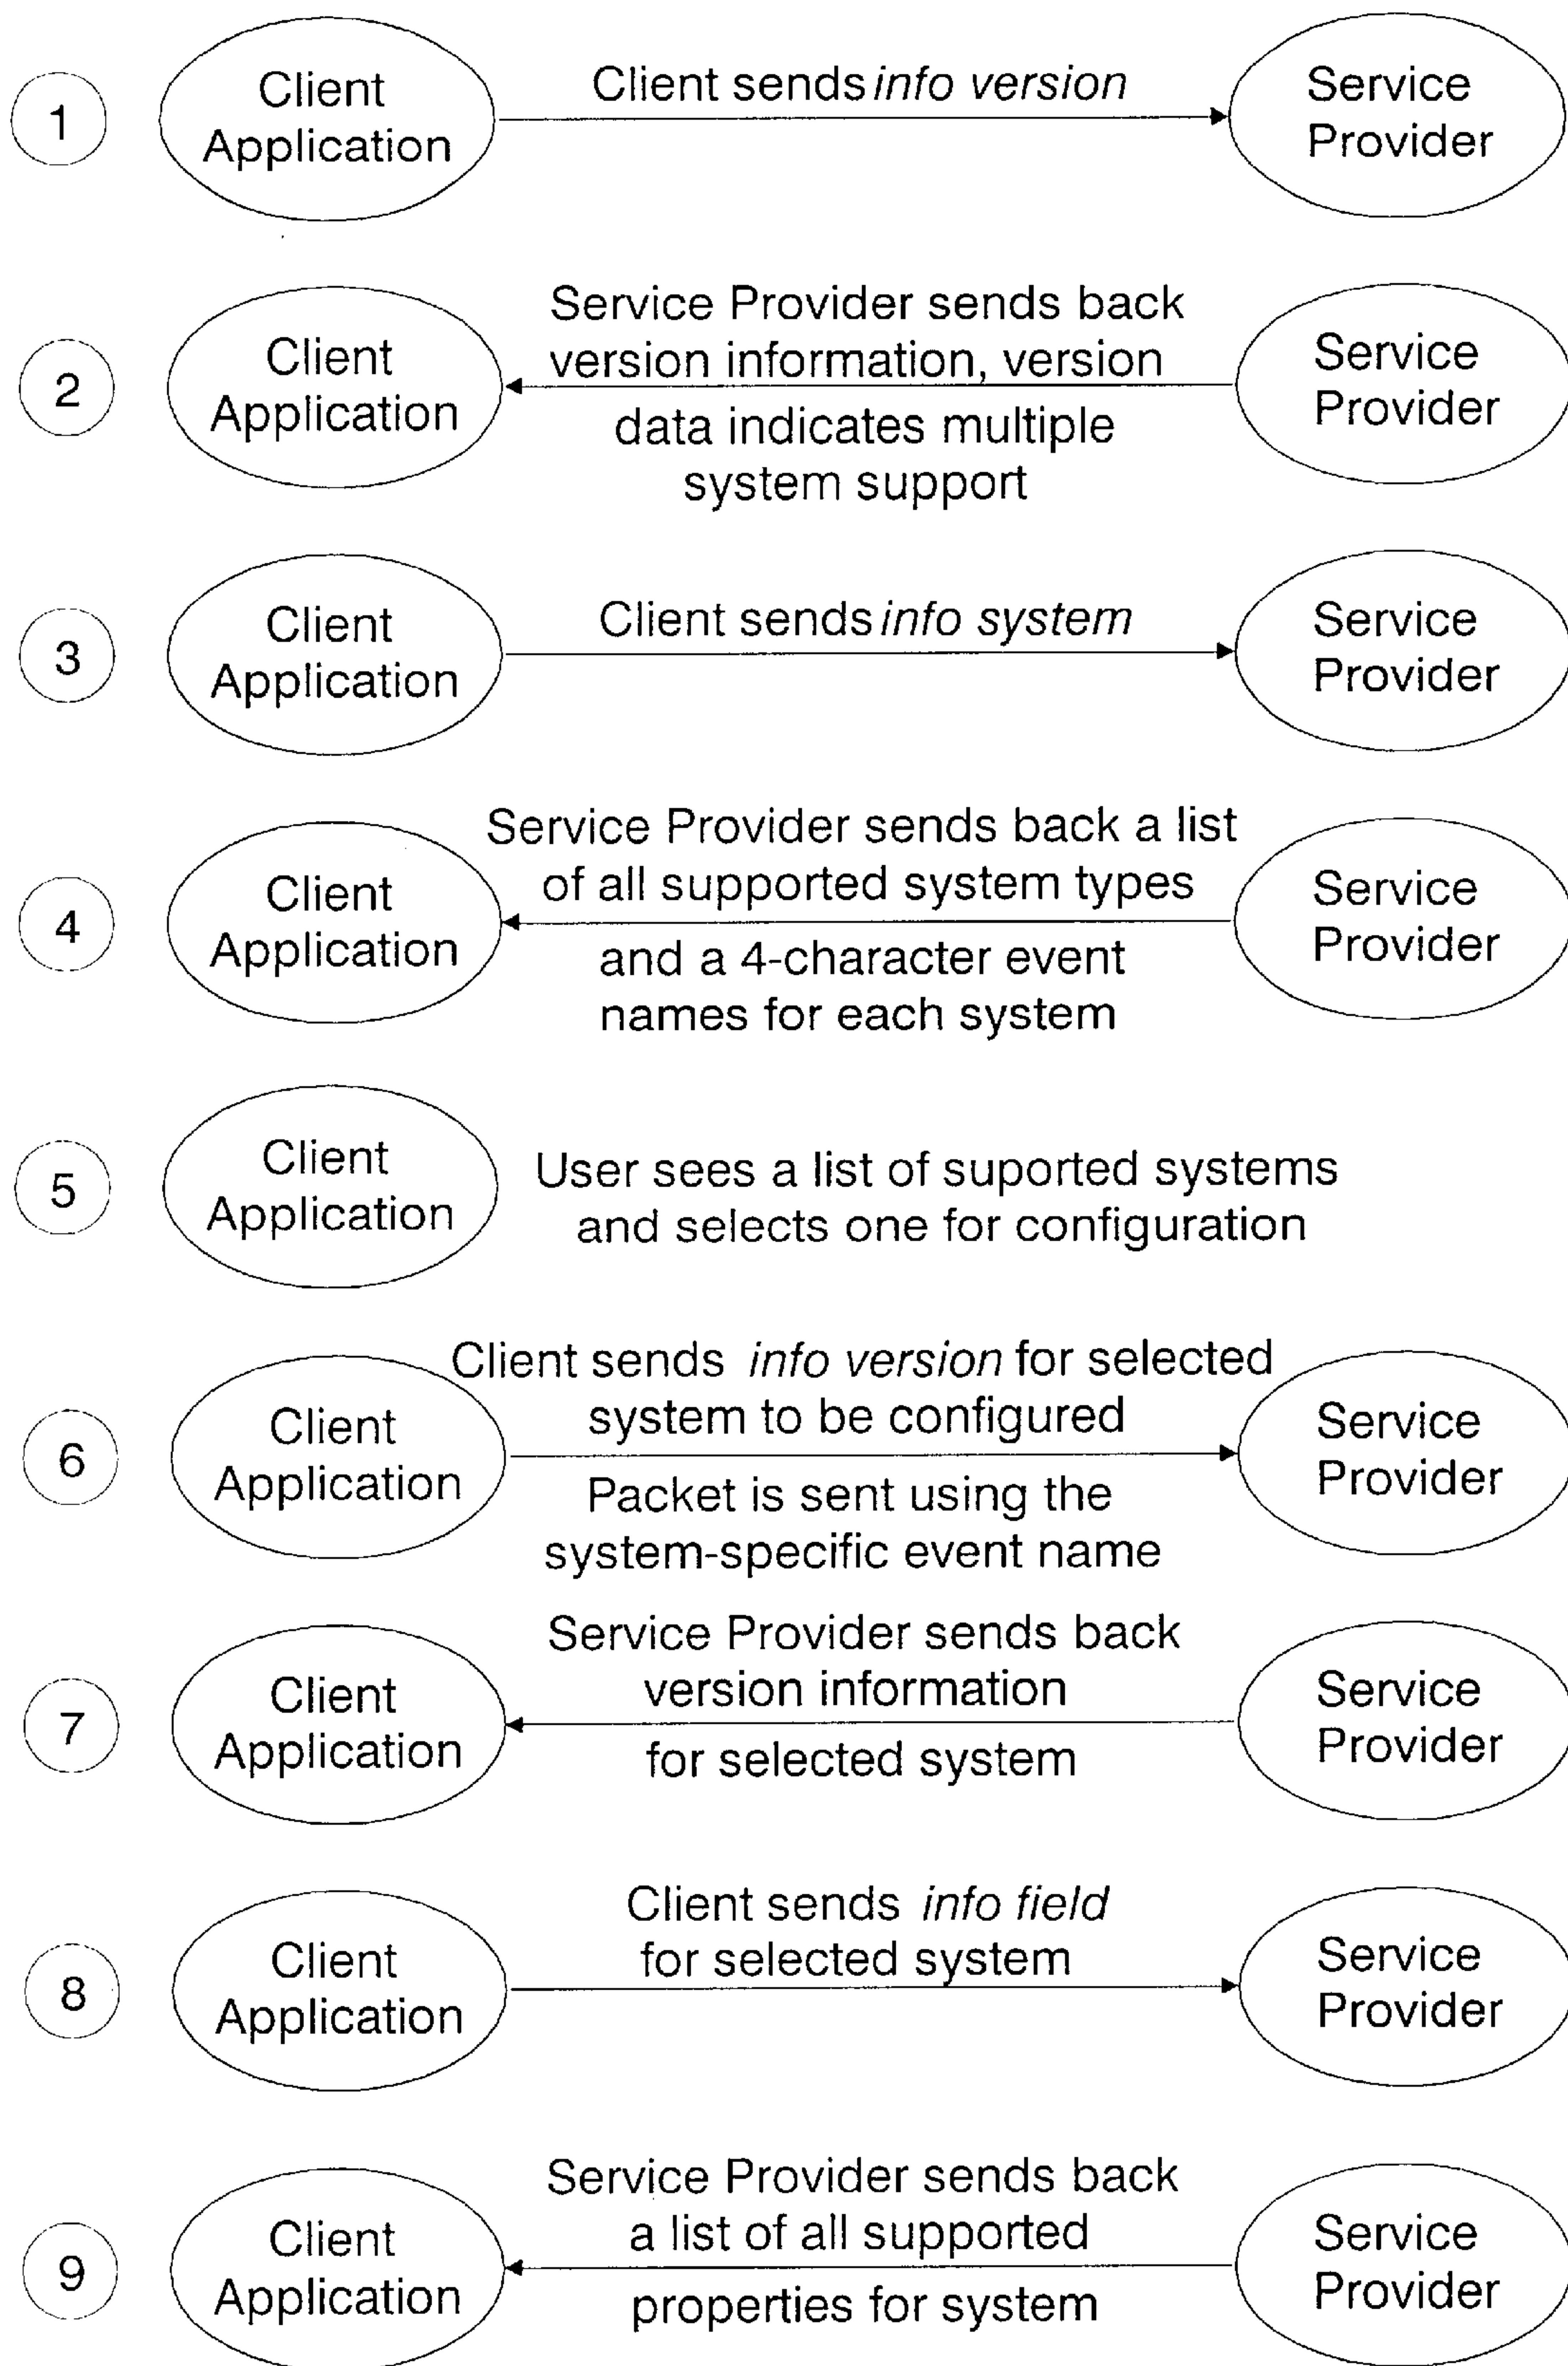 1
Client
Application
Client sends info version
Service
Provider
2
Client
Application
Service Provider sends back
version information, version
data indicates multiple
system support
Service
Provider
3
Client
Application
Client sends info system
Service
Provider
4
Client
Application
Service Provider sends back a list
of all supported system types
and a 4-character event
names for each system
Service
Provider
5
Client
Application
User sees a list of suported systems
and selects one for configuration
6
Client
Application
Client sends info version for selected
system to be configured
Packet is sent using the
system-specific event name
Service
Provider
7
Client
Application
Service Provider sends back
version information
for selected system
Service
Provider
8
Client
Application
Client sends info field
for selected system
Service
Provider
9
Client
Application
Service Provider sends back
a list of all supported
properties for system
Service
Provider